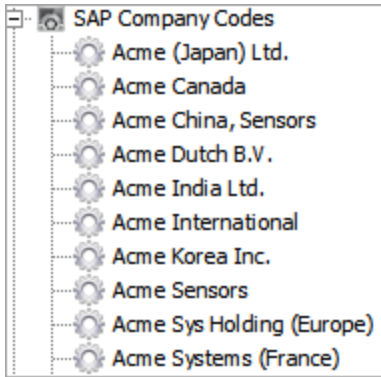 SAP Company Codes
Acme (Japan) Ltd.
Acme Canada
Acme China, Sensors
Acme Dutch B.V.
Acme India Ltd.
Acme International
Acme Korea Inc.
Acme Sensors
Acme Sys Holding (Europe)
Acme Systems (France)